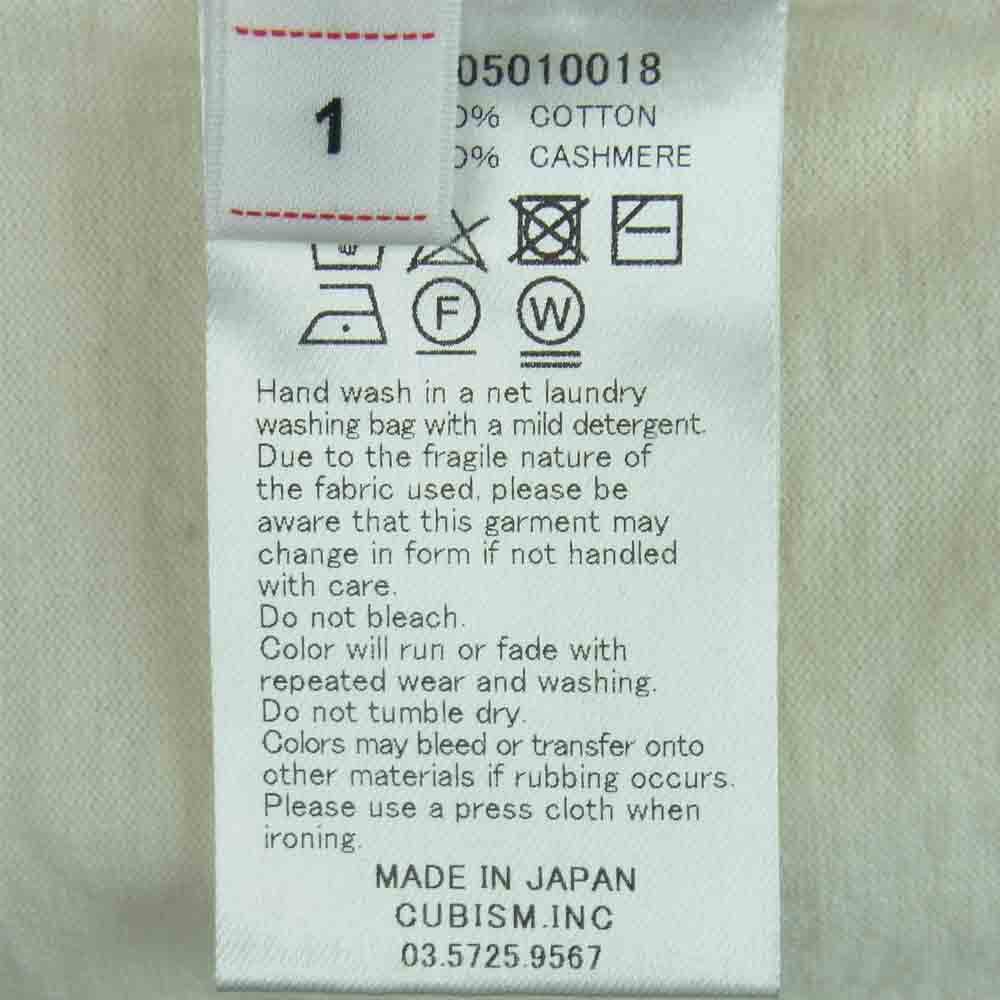 1
05010018
0% COTTON
0% CASHMERE
F W
Hand wash in a net laundry
washing bag with a mild detergent.
Due to the fragile nature of
the fabric used, please be
aware that this garment may
change in form if not handled
with care.
Do not bleach.
Color will run or fade with
repeated wear and washing.
Do not tumble dry.
Colors may bleed or transfer onto
other materials if rubbing occurs.
Please use a press cloth when
ironing.
MADE IN JAPAN
CUBISM.INC
03.5725.9567